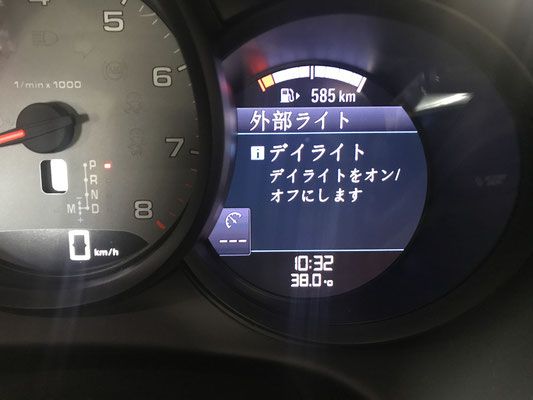 5
6
7
8
1/min x 1000
P
R
N
M D
0
km/h
585 km
外部ライト
i デイライト
デイライトをオン/
オフにします
---
10:32
38.0 °C